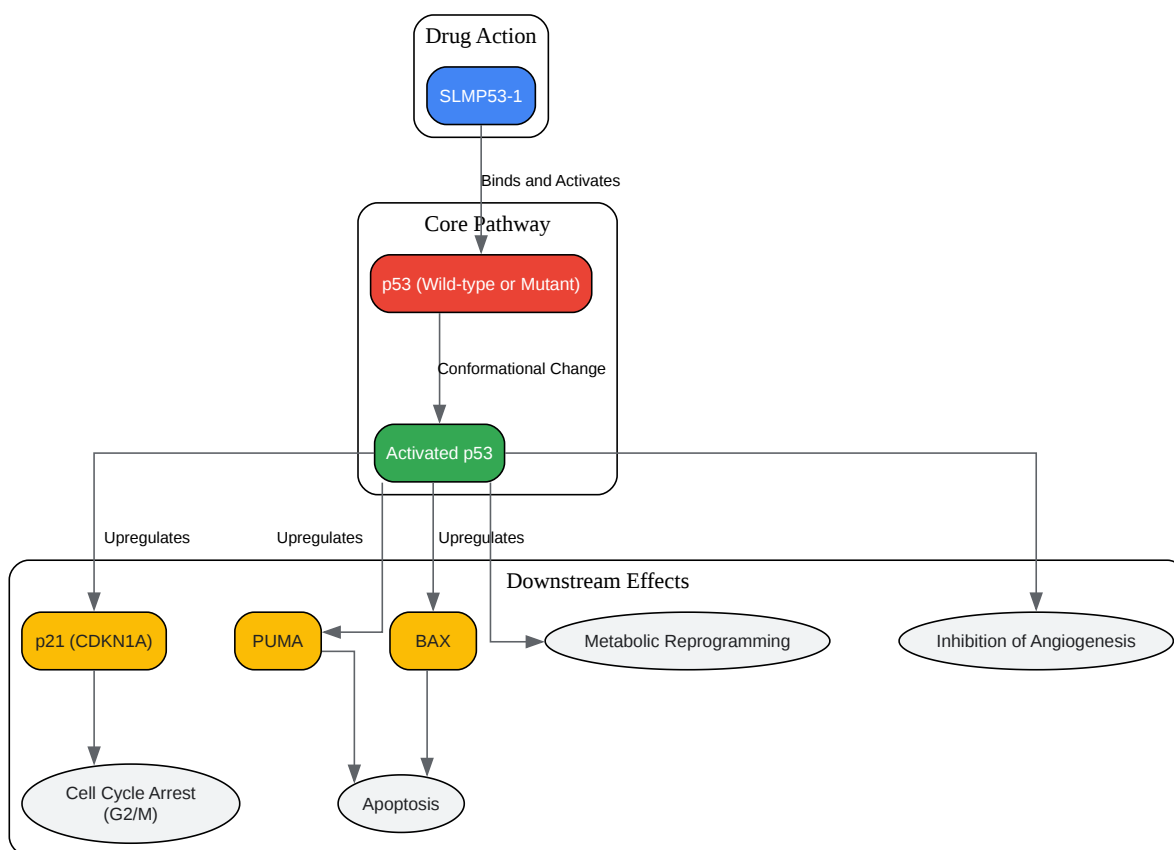 Drug Action
SLMP53-1
Binds and Activates
Core Pathway
p53 (Wild-type or Mutant)
Conformational Change
Activated p53
Upregulates
Upregulates
Upregulates
Downstream Effects
p21 (CDKN1A)
PUMA
BAX
Metabolic Reprogramming
Inhibition of Angiogenesis
Cell Cycle Arrest
(G2/M)
Apoptosis